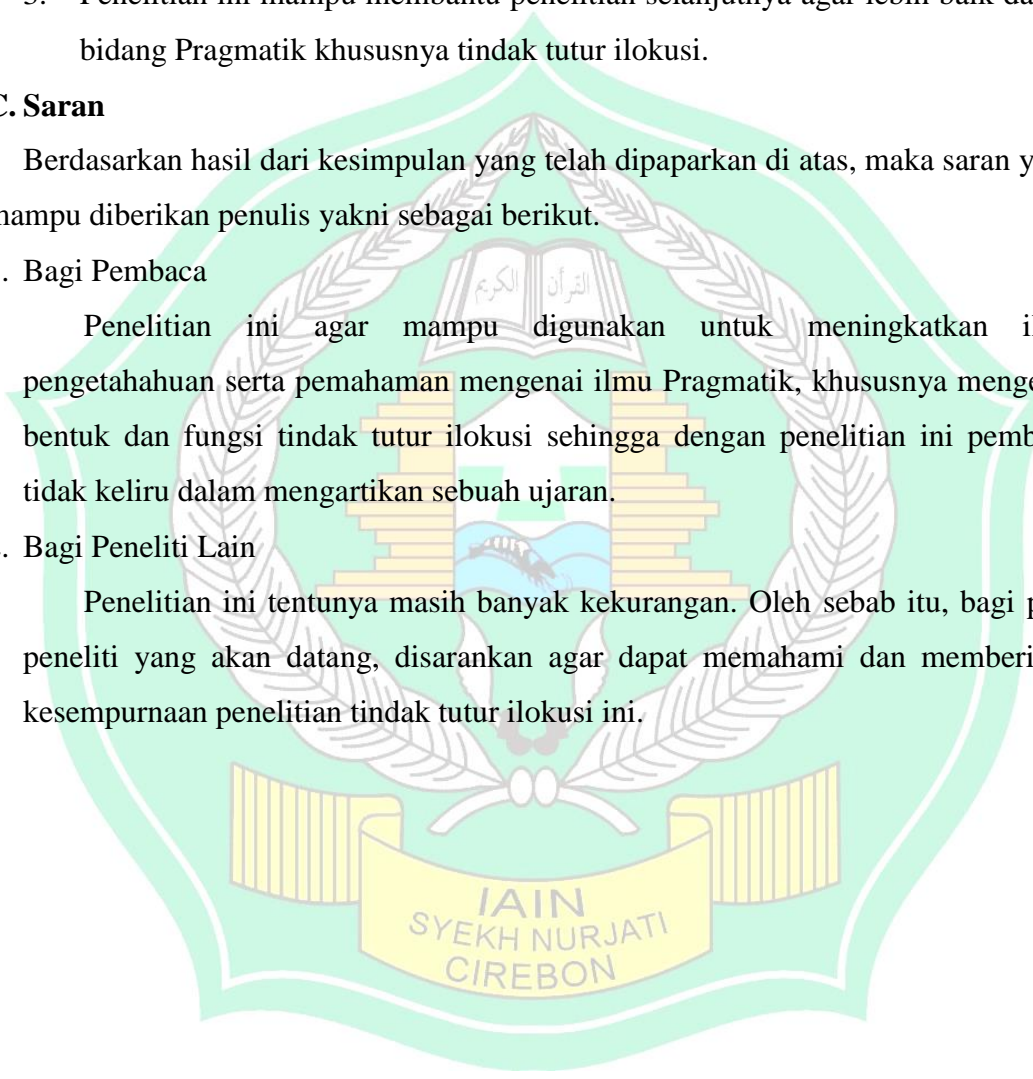 3. Penelitian ini mampu membantu penelitian selanjutnya agar lebih baik
bidang Pragmatik khususnya tindak tutur ilokusi.
C. Saran
Berdasarkan hasil dari kesimpulan yang telah dipaparkan di atas, maka saran
mampu diberikan penulis yakni sebagai berikut.
Bagi Pembaca
Penelitian ini agar mampu digunakan untuk meningkatkan
pengetahahuan serta pemahaman mengenai ilmu Pragmatik, khususnya
bentuk dan fungsi tindak tutur ilokusi sehingga dengan penelitian ini
tidak keliru dalam mengartikan sebuah ujaran.
Bagi Peneliti Lain
Penelitian ini tentunya masih banyak kekurangan. Oleh sebab itu, bagi
peneliti yang akan datang, disarankan agar dapat memahami dan
kesempurnaan penelitian tindak tutur ilokusi ini.
القرآن الكريم
IAIN
SYEKH NURJATI
CIREBON